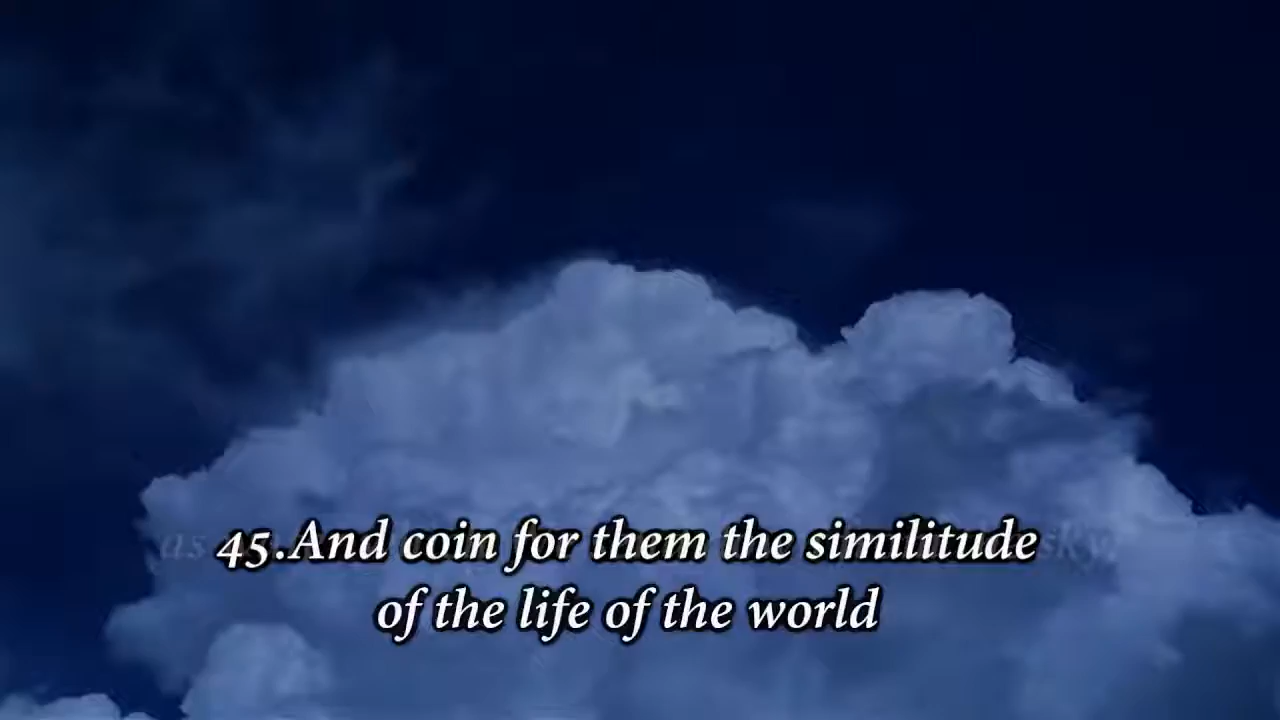 45.And coin for them the similitude
of the life of the world